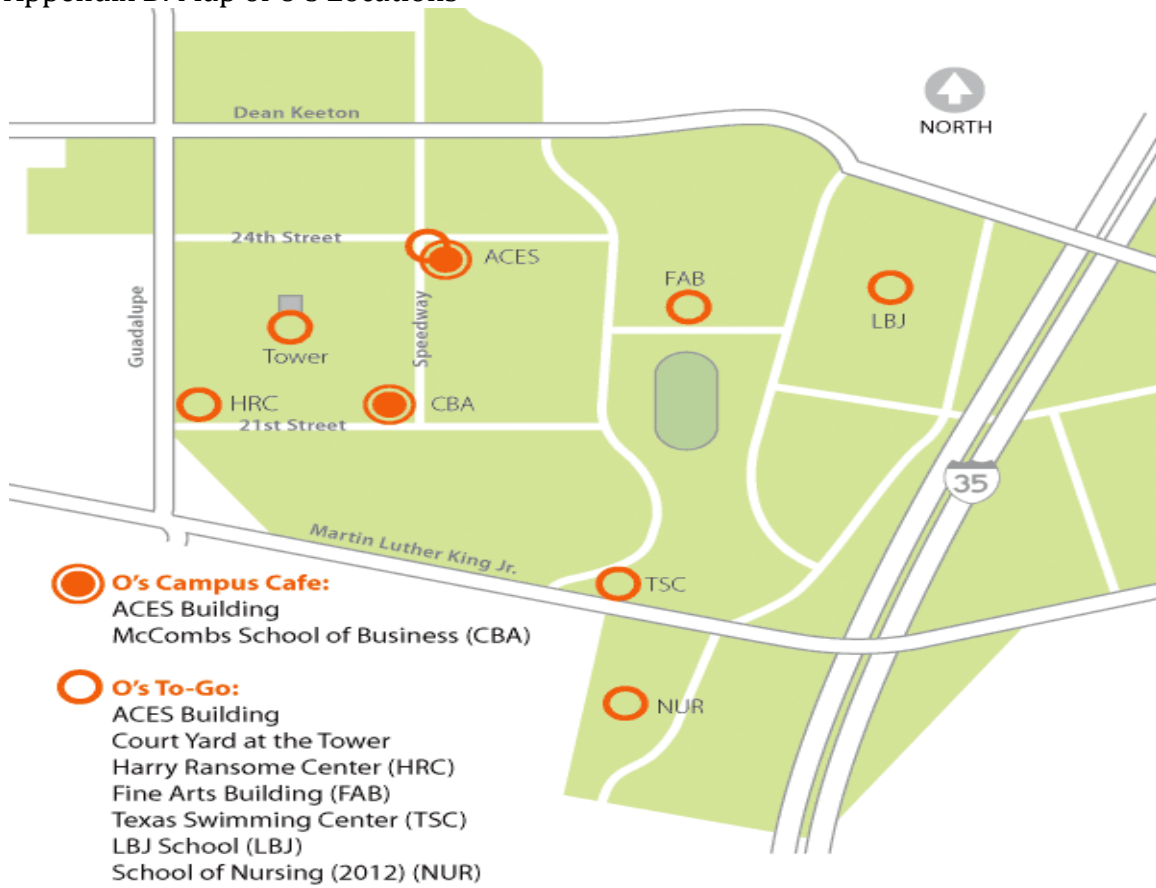 Map of O's Locations
Dean Keeton
NORTH
24th Street
ACES
FAB
LBJ
Guadalupe
Speedway
Tower
HRC
CBA
21st Street
35
Martin Luther King Jr.
TSC
NUR
O's Campus Cafe:
ACES Building
McCombs School of Business (CBA)
O's To-Go:
ACES Building
Court Yard at the Tower
Harry Ransome Center (HRC)
Fine Arts Building (FAB)
Texas Swimming Center (TSC)
LBJ School (LBJ)
School of Nursing (2012) (NUR)